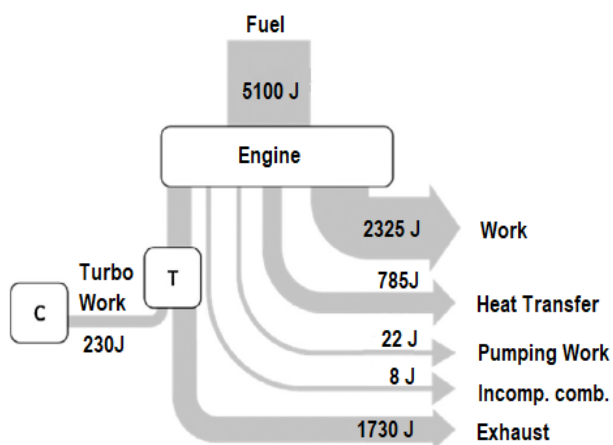 Fuel
5100 J
Engine
2325 J
Work
785J
Heat Transfer
Turbo
Work
T
C
230J
22 J
Pumping Work
8 J
Incomp. comb.
1730 J
Exhaust